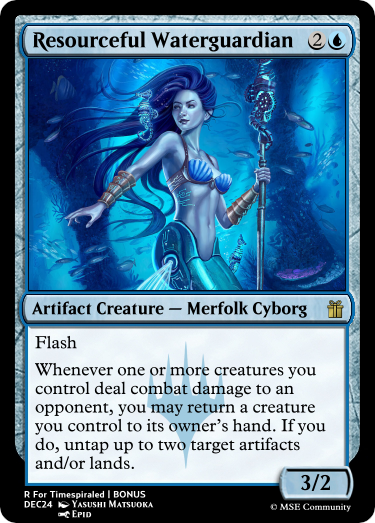 Resourceful Waterguardian 2
Artifact Creature — Merfolk Cyborg
Flash
Whenever one or more creatures you
control deal combat damage to an
opponent, you may return a creature
you control to its owner's hand. If you
do, untap up to two target artifacts
and/or lands.
3/2
R For Timespiraled | BONUS
DEC24 Yasushi Matsuoka
Epid
© MSE Community